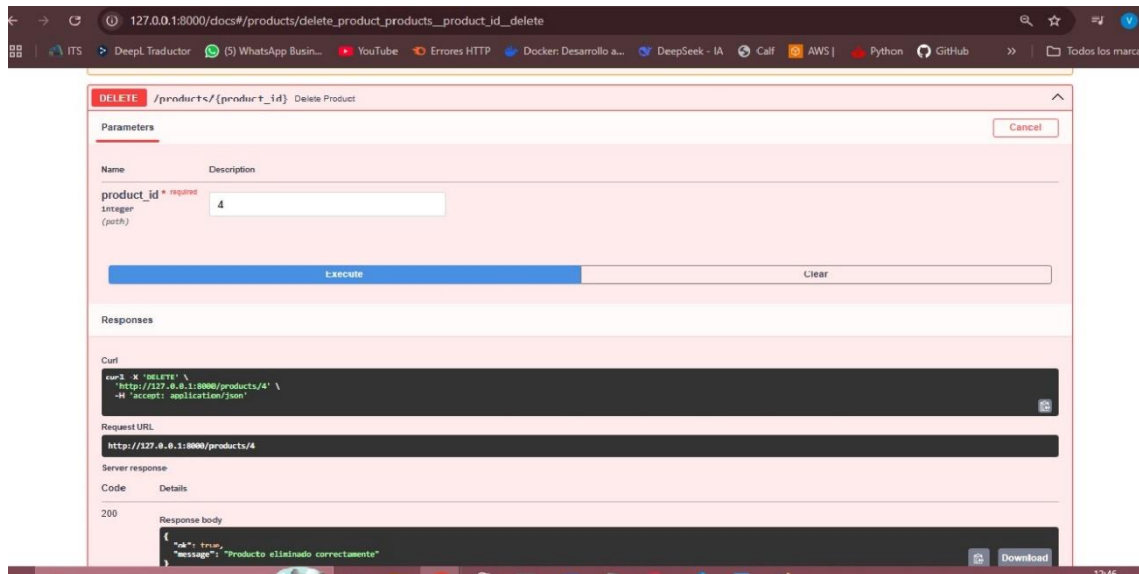 127.0.0.1:8000/docs#/products/delete_product_products__product_id__delete
ITS DeepL Traductor (5) WhatsApp Busin... YouTube Errores HTTP Docker: Desarrollo a... DeepSeek - IA Calf AWS | Python GitHub » Todos los marca
DELETE /products/{product_id} Delete Product
Parameters Cancel
Name Description
product_id * required 4
integer
(path)
Execute Clear
Responses
Curl
curl -X 'DELETE' \
'http://127.0.0.1:8000/products/4' \
-H 'accept: application/json'
Request URL
http://127.0.0.1:8000/products/4
Server response
Code Details
200 Response body
{
"ok": true,
"message": "Producto eliminado correctamente"
}
Download
12:46